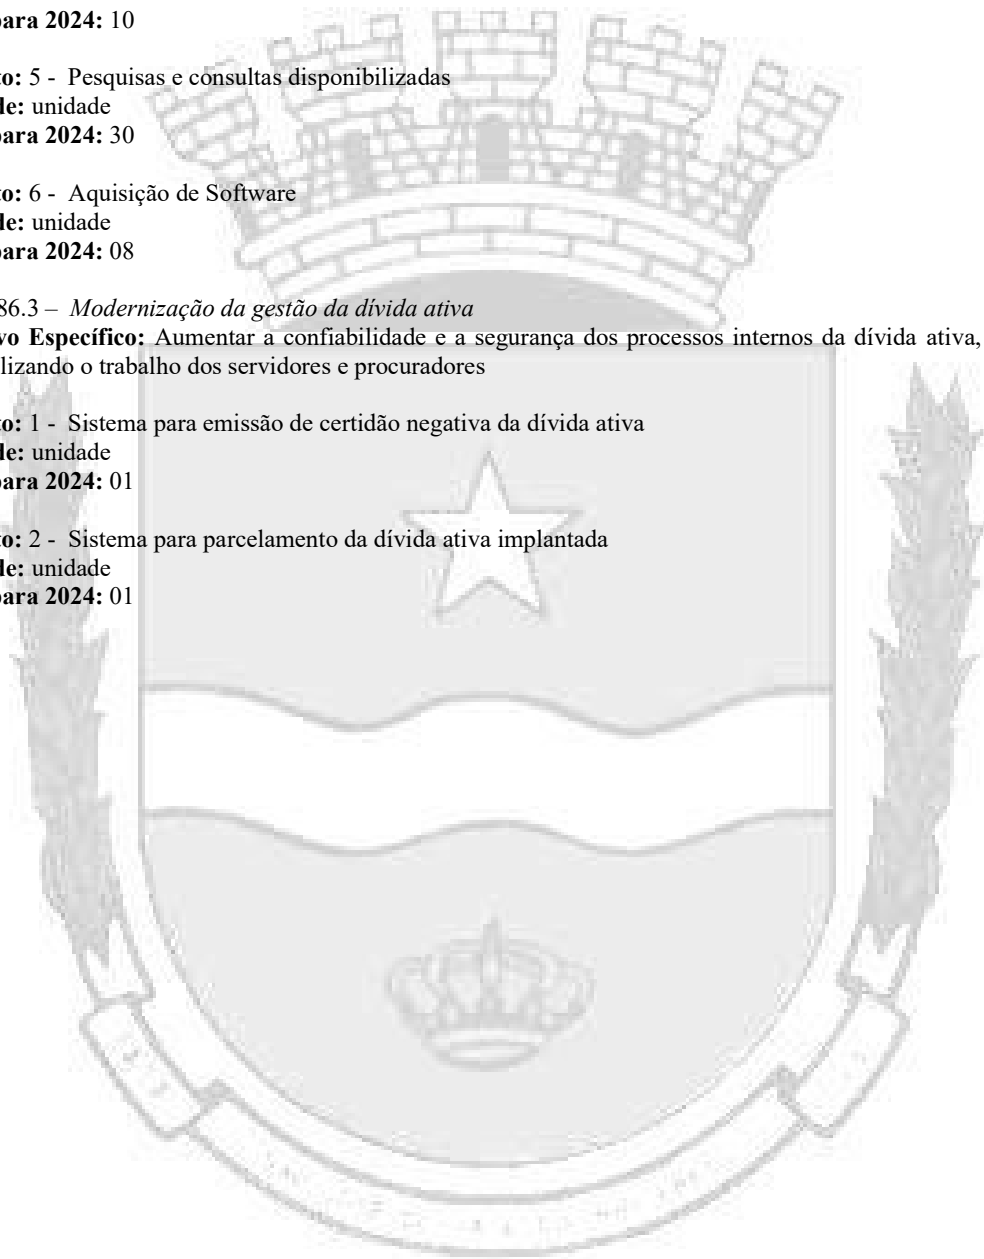 para 2024: 10
to: 5 - Pesquisas e consultas disponibilizadas
de: unidade
para 2024: 30
to: 6 - Aquisição de Software
de: unidade
para 2024: 08
86.3 – Modernização da gestão da dívida ativa
vo Específico: Aumentar a confiabilidade e a segurança dos processos internos da dívida ativa,
lizando o trabalho dos servidores e procuradores
to: 1 - Sistema para emissão de certidão negativa da dívida ativa
de: unidade
para 2024: 01
to: 2 - Sistema para parcelamento da dívida ativa implantada
de: unidade
para 2024: 01